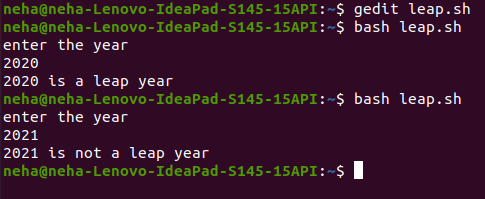 neha@neha-Lenovo-IdeaPad-S145-15API:~$ gedit leap.sh
neha@neha-Lenovo-IdeaPad-S145-15API:~$ bash leap.sh
enter the year
2020
2020 is a leap year
neha@neha-Lenovo-IdeaPad-S145-15API:~$ bash leap.sh
enter the year
2021
2021 is not a leap year
neha@neha-Lenovo-IdeaPad-S145-15API:~$